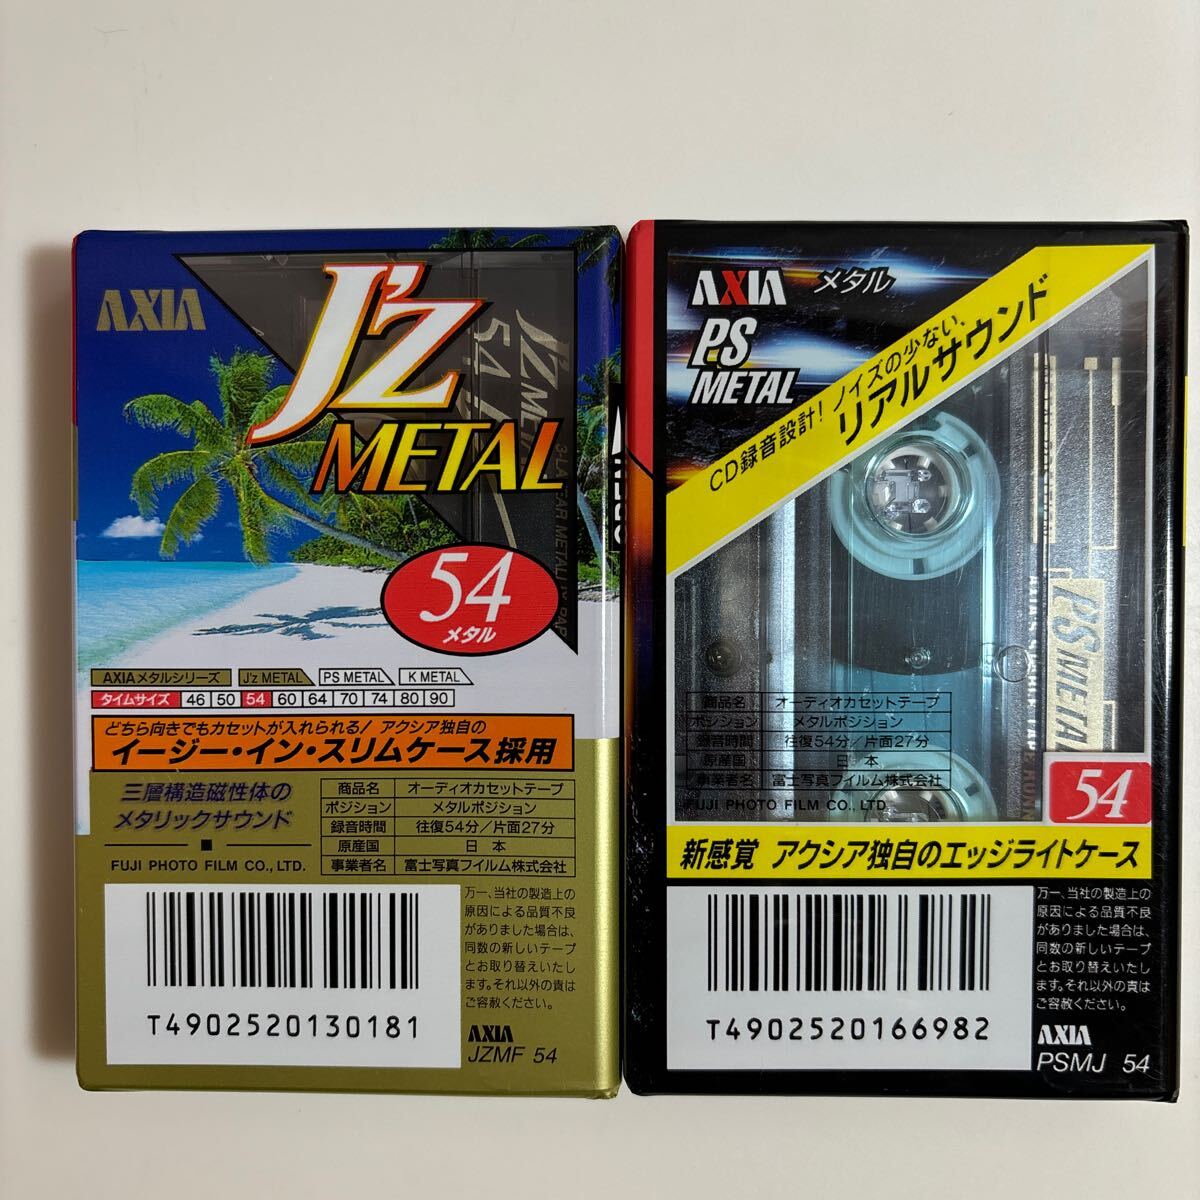 AXIA
J'Z
METAL
J'Z ME
54
54
メタル
AXIAメタルシリーズ J'z METAL PS METAL K METAL
タイムサイズ 46 50 54 60 64 70 74 80 90
どちら向きでもカセットが入れられる! アクシア独自の
イージー・イン・スリムケース採用
三層構造磁性体の
メタリックサウンド
FUJI PHOTO FILM CO., LTD.
商品名 オーディオカセットテープ
ポジション メタルポジション
録音時間 往復54分/片面27分
原産国 日本
事業者名 富士写真フイルム株式会社
T4902520130181
万一、当社の製造上の
原因による品質不良
がありました場合は、
同数の新しいテープ
とお取り替えいたし
ます。それ以外の責は
ご容赦ください。
AXIA
JZMF 54
AXIA メタル
PS
METAL
CD録音設計! ノイズの少ない、
リアルサウンド
PS METAL
商品名 オーディオカセットテープ
ポジション メタルポジション
録音時間 往復54分/片面27分
原産国 日本
事業者名 富士写真フイルム株式会社
FUJI PHOTO FILM CO., LTD.
54
新感覚 アクシア独自のエッジライトケース
T4902520166982
万一、当社の製造上の
原因による品質不良
がありました場合は、
同数の新しいテープ
とお取り替えいたし
ます。それ以外の責は
ご容赦ください。
AXIA
PSMJ 54